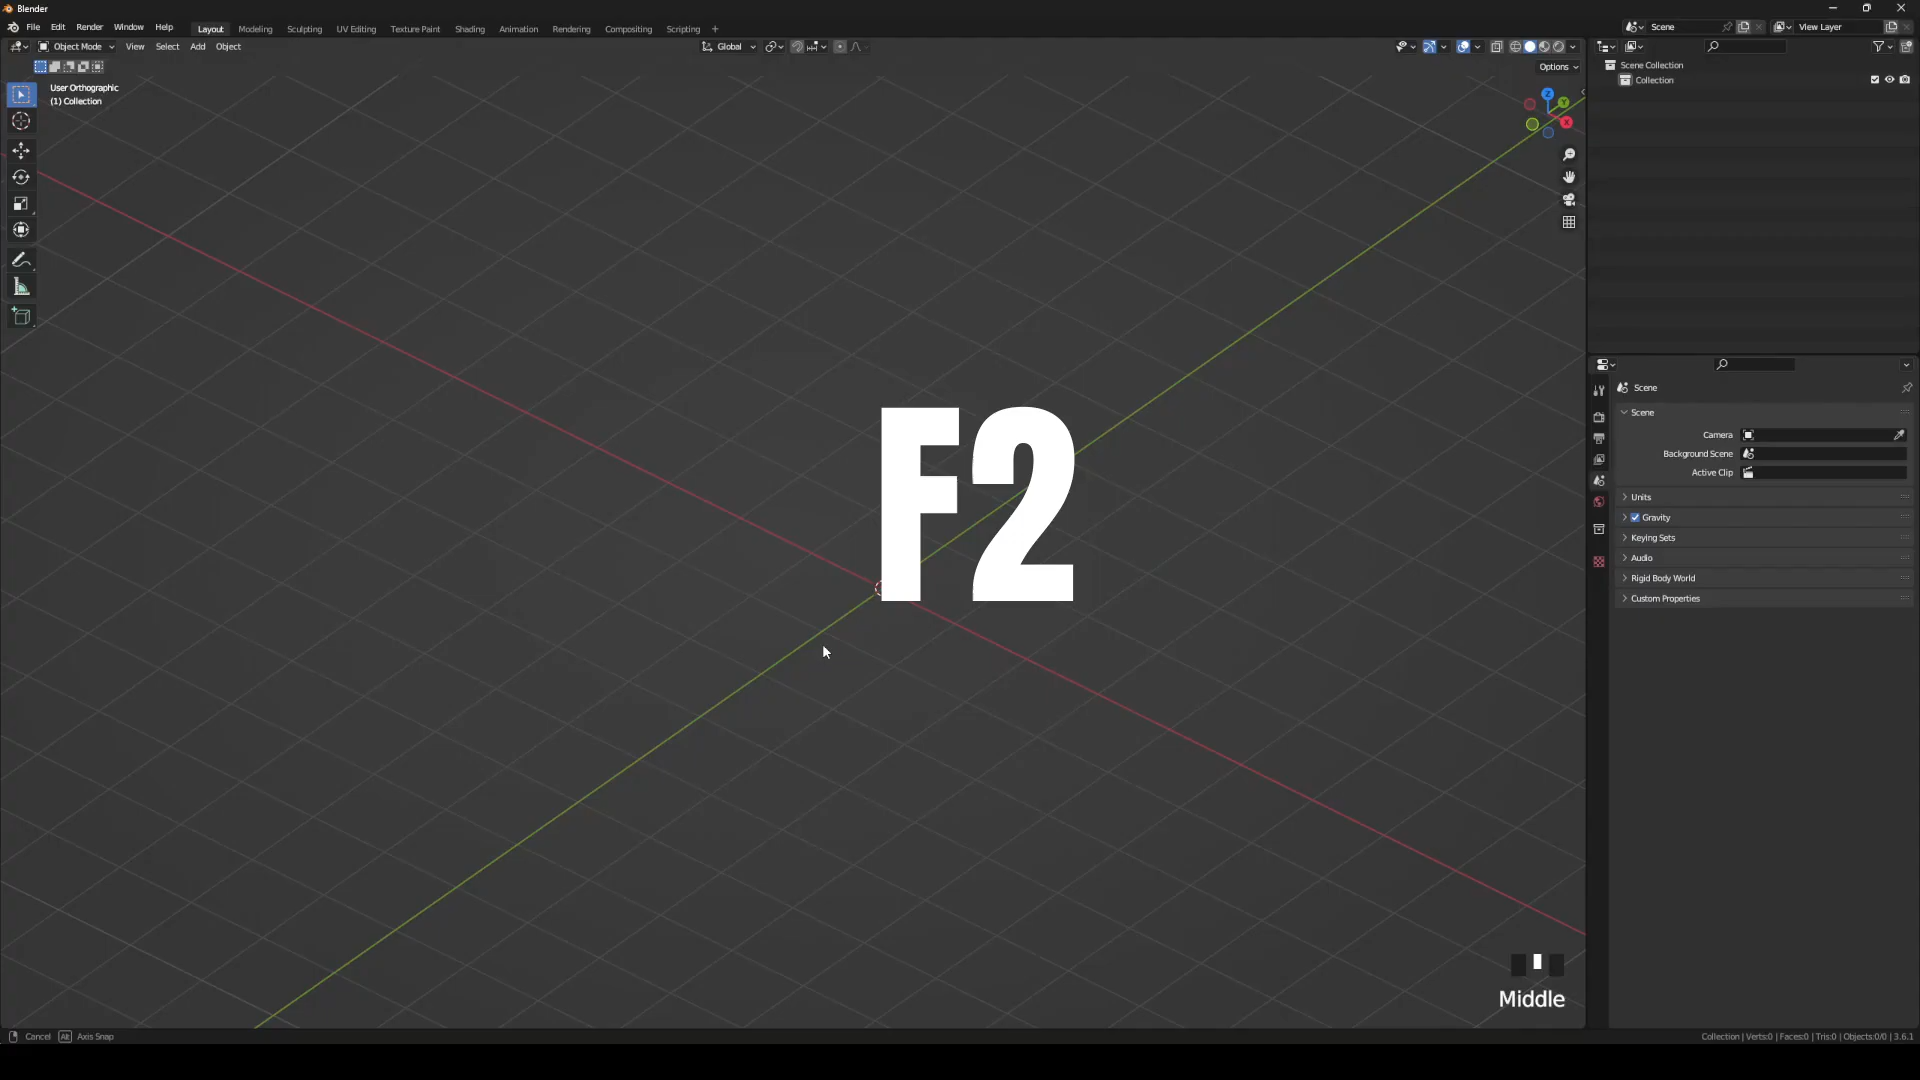 Blender
File Edit Render Window Help Layout Modeling Sculpting UV Editing Texture Paint Shading Animation Rendering Compositing Scripting + Scene View Layer
Object Mode View Select Add Object Global
Options
User Orthographic
(1) Collection
Z
Y
X
Scene Collection
Collection
Scene
Scene
Camera
Background Scene
Active Clip
Units
Gravity
Keying Sets
Audio
Rigid Body World
Custom Properties
F2
Middle
Cancel Alt Axis Snap
Collection | Verts:0 | Faces:0 | Tris:0 | Objects:0/0 | 3.6.1